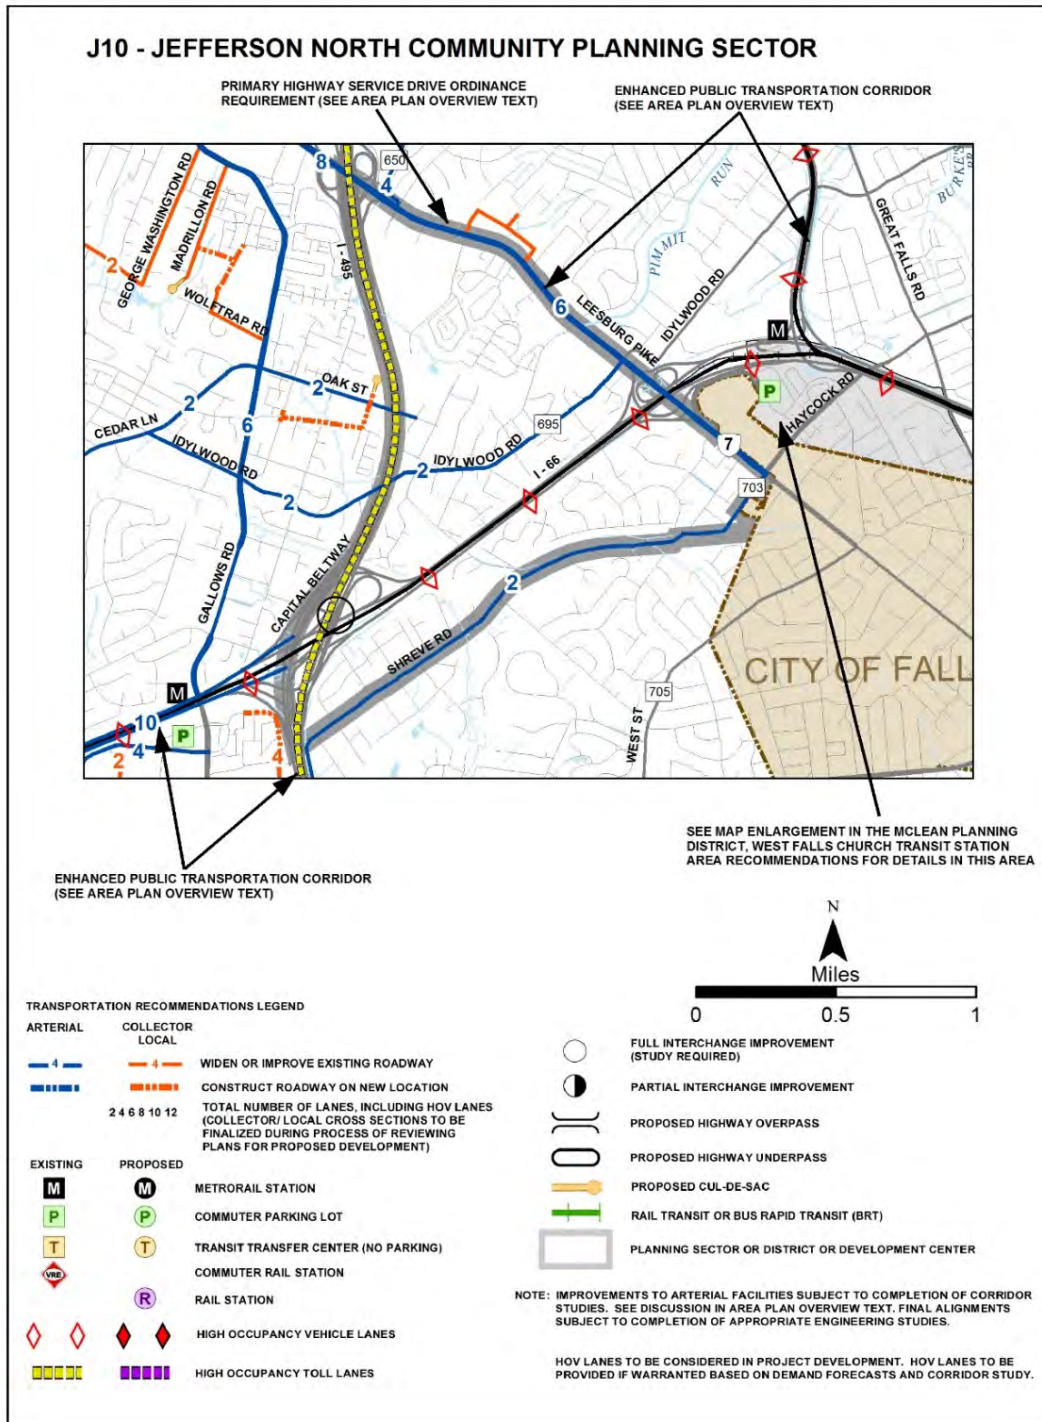 J10 - JEFFERSON NORTH COMMUNITY PLANNING SECTOR
PRIMARY HIGHWAY SERVICE DRIVE ORDINANCE
REQUIREMENT (SEE AREA PLAN OVERVIEW TEXT)
ENHANCED PUBLIC TRANSPORTATION CORRIDOR
(SEE AREA PLAN OVERVIEW TEXT)
8
650
4
RUN
BURKE'S
GEORGE WASHINGTON RD
MADRILLON RD
I - 495
PIMMIT
GREAT FALLS RD
2
WOLFTRAP RD
6
LEESBURG PIKE
IDYLWOOD RD
M
OAK ST
2
P
HAYCOCK RD
2
CEDAR LN
6
695
IDYLWOOD RD
IDYLWOOD RD
7
2
I - 66
2
703
GALLOWS RD
CAPITAL BELTWAY
2
SHREVE RD
CITY OF FALL
M
705
10
P
WEST ST
4
2
4
SEE MAP ENLARGEMENT IN THE MCLEAN PLANNING
DISTRICT, WEST FALLS CHURCH TRANSIT STATION
AREA RECOMMENDATIONS FOR DETAILS IN THIS AREA
ENHANCED PUBLIC TRANSPORTATION CORRIDOR
(SEE AREA PLAN OVERVIEW TEXT)
N
Miles
0 0.5 1
TRANSPORTATION RECOMMENDATIONS LEGEND
ARTERIAL COLLECTOR
LOCAL
4 4 WIDEN OR IMPROVE EXISTING ROADWAY
CONSTRUCT ROADWAY ON NEW LOCATION
2 4 6 8 10 12 TOTAL NUMBER OF LANES, INCLUDING HOV LANES
(COLLECTOR/ LOCAL CROSS SECTIONS TO BE
FINALIZED DURING PROCESS OF REVIEWING
PLANS FOR PROPOSED DEVELOPMENT)
EXISTING PROPOSED
M M METRORAIL STATION
P P COMMUTER PARKING LOT
T T TRANSIT TRANSFER CENTER (NO PARKING)
VRE COMMUTER RAIL STATION
R RAIL STATION
HIGH OCCUPANCY VEHICLE LANES
HIGH OCCUPANCY TOLL LANES
FULL INTERCHANGE IMPROVEMENT
(STUDY REQUIRED)
PARTIAL INTERCHANGE IMPROVEMENT
PROPOSED HIGHWAY OVERPASS
PROPOSED HIGHWAY UNDERPASS
PROPOSED CUL-DE-SAC
RAIL TRANSIT OR BUS RAPID TRANSIT (BRT)
PLANNING SECTOR OR DISTRICT OR DEVELOPMENT CENTER
NOTE: IMPROVEMENTS TO ARTERIAL FACILITIES SUBJECT TO COMPLETION OF CORRIDOR
STUDIES. SEE DISCUSSION IN AREA PLAN OVERVIEW TEXT. FINAL ALIGNMENTS
SUBJECT TO COMPLETION OF APPROPRIATE ENGINEERING STUDIES.
HOV LANES TO BE CONSIDERED IN PROJECT DEVELOPMENT. HOV LANES TO BE
PROVIDED IF WARRANTED BASED ON DEMAND FORECASTS AND CORRIDOR STUDY.